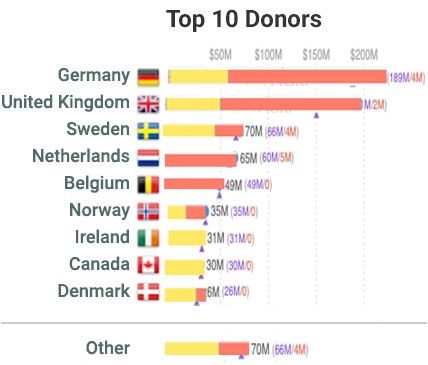 Top 10 Donors
$50M $100M $150M $200M
Germany (189M/4M)
United Kingdom M/2M)
Sweden 70M (66M/4M)
Netherlands 65M (60M/5M)
Belgium 49M (49M/0)
Norway 35M (35M/0)
Ireland 31M (31M/0)
Canada 30M (30M/0)
Denmark 6M (26M/0)
Other 70M (66M/4M)